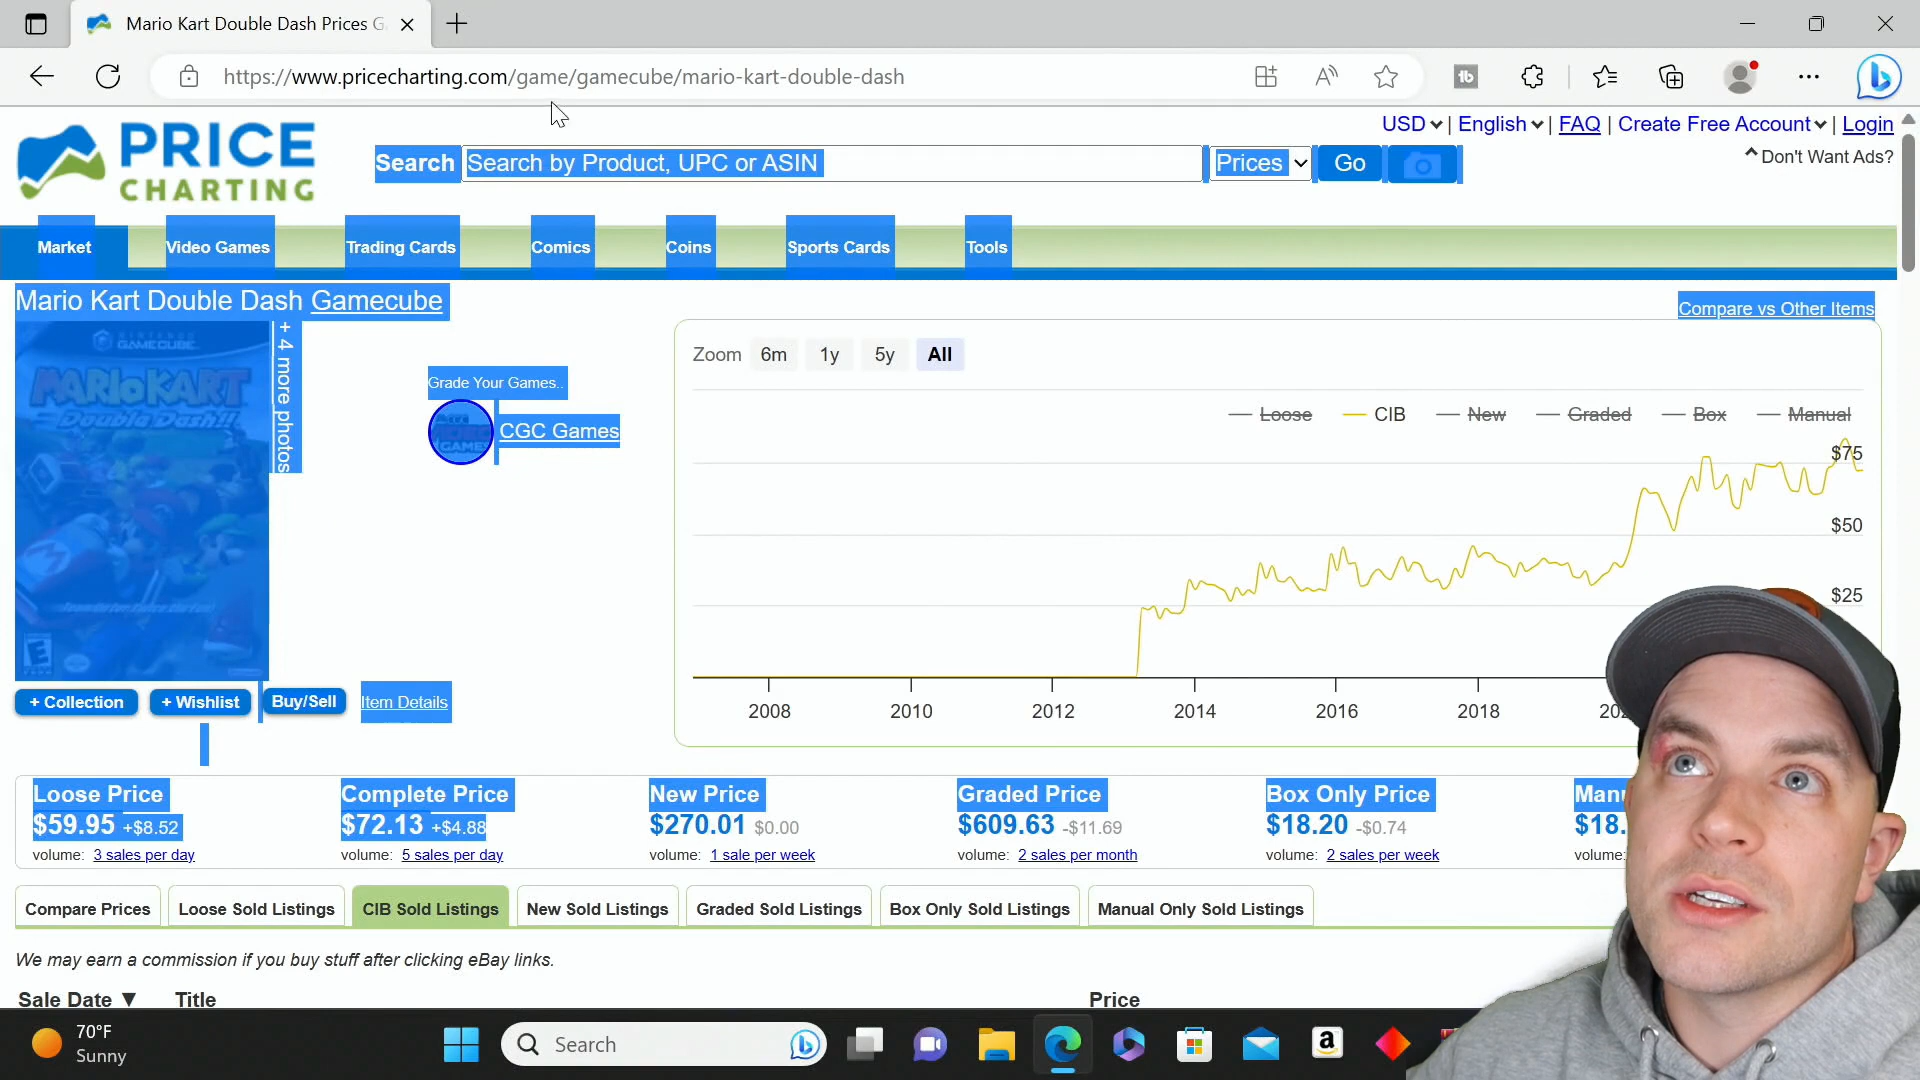 Mario Kart Double Dash Prices G
https://www.pricecharting.com/game/gamecube/mario-kart-double-dash
USD | English | FAQ | Create Free Account | Login
PRICE
CHARTING
Search Search by Product, UPC or ASIN Prices Go
^ Don't Want Ads?
Market Video Games Trading Cards Comics Coins Sports Cards Tools
Mario Kart Double Dash Gamecube
Compare vs Other Items
GAMECUBE
MARIOKART
Double Dash!!
+ 4 more photos
Grade Your Games..
CGC Games
Zoom 6m 1y 5y All
Loose CIB New Graded Box Manual
$75
$50
$25
E
2008 2010 2012 2014 2016 2018
+ Collection + Wishlist Buy/Sell Item Details
Loose Price Complete Price New Price Graded Price Box Only Price
$59.95 +$8.52 $72.13 +$4.88 $270.01 $0.00 $609.63 -$11.69 $18.20 -$0.74 $18.
volume: 3 sales per day volume: 5 sales per day volume: 1 sale per week volume: 2 sales per month volume: 2 sales per week volume:
Compare Prices Loose Sold Listings CIB Sold Listings New Sold Listings Graded Sold Listings Box Only Sold Listings Manual Only Sold Listings
We may earn a commission if you buy stuff after clicking eBay links.
Sale Date ▼ Title Price
70°F
Sunny
Search